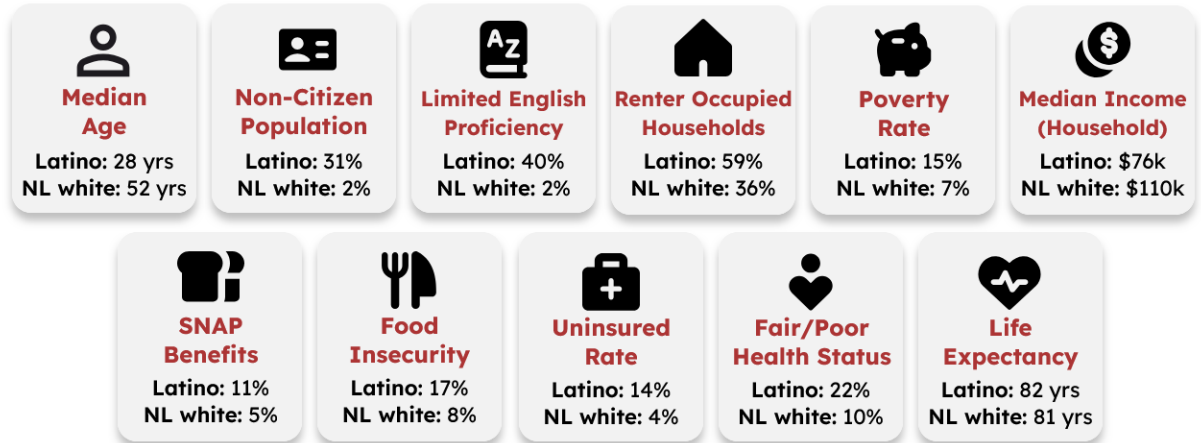 A Z
Median
Age
Latino: 28 yrs
NL white: 52 yrs
Non-Citizen
Population
Latino: 31%
NL white: 2%
Limited English
Proficiency
Latino: 40%
NL white: 2%
Renter Occupied
Households
Latino: 59%
NL white: 36%
Poverty
Rate
Latino: 15%
NL white: 7%
$
Median Income
(Household)
Latino: $76k
NL white: $110k
SNAP
Benefits
Latino: 11%
NL white: 5%
Food
Insecurity
Latino: 17%
NL white: 8%
Uninsured
Rate
Latino: 14%
NL white: 4%
Fair/Poor
Health Status
Latino: 22%
NL white: 10%
Life
Expectancy
Latino: 82 yrs
NL white: 81 yrs